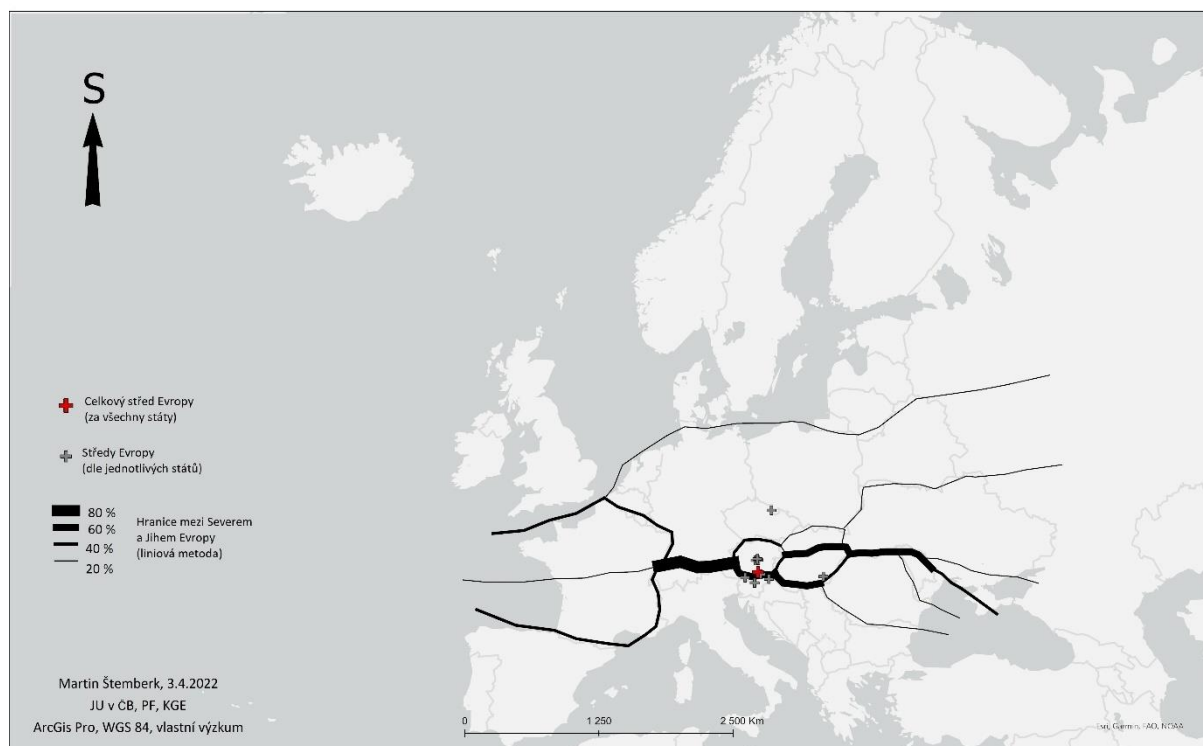 S
Celkový střed Evropy
(za všechny státy)
Středy Evropy
(dle jednotlivých států)
80 %
60 %
40 %
20 %
Hranice mezi Severem
a Jihem Evropy
(liniová metoda)
Martin Štemberk, 3.4.2022
JU v ČB, PF, KGE
ArcGis Pro, WGS 84, vlastní výzkum
0 1 250 2 500 Km
Esri, Garmin, FAO, NOAA